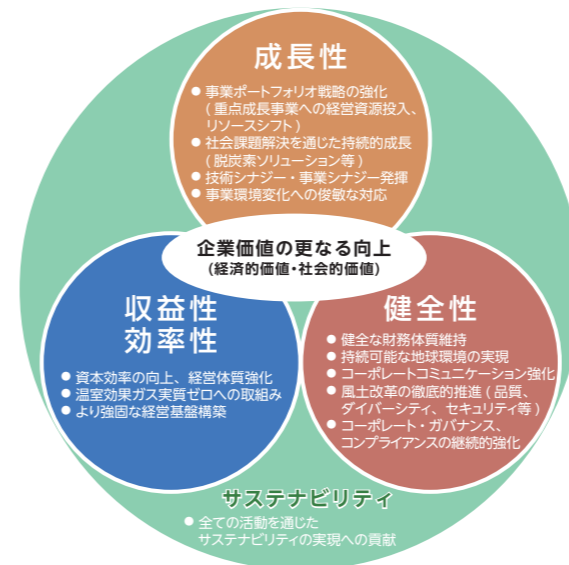 成長性
● 事業ポートフォリオ戦略の強化
(重点成長事業への経営資源投入、
リソースシフト)
● 社会課題解決を通じた持続的成長
(脱炭素ソリューション等)
● 技術シナジー・事業シナジー発揮
● 事業環境変化への俊敏な対応
企業価値の更なる向上
(経済的価値・社会的価値)
収益性
効率性
● 資本効率の向上、経営体質強化
● 温室効果ガス実質ゼロへの取組み
● より強固な経営基盤構築
健全性
● 健全な財務体質維持
● 持続可能な地球環境の実現
● コーポレートコミュニケーション強化
● 風土改革の徹底的推進(品質、
ダイバーシティ、セキュリティ等)
● コーポレート・ガバナンス、
コンプライアンスの継続的強化
サステナビリティ
● 全ての活動を通じた
サステナビリティの実現への貢献